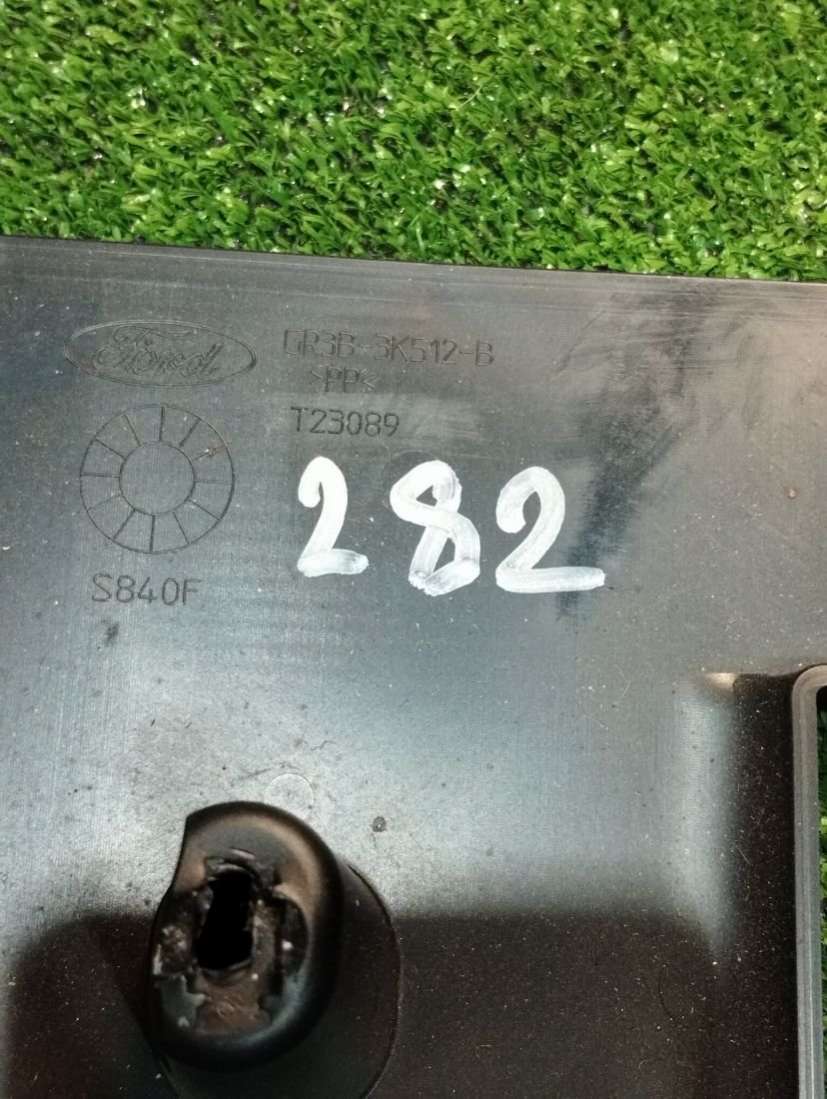 Ford
GR3B-3K512-B
>PP<
T23089
282
S840F